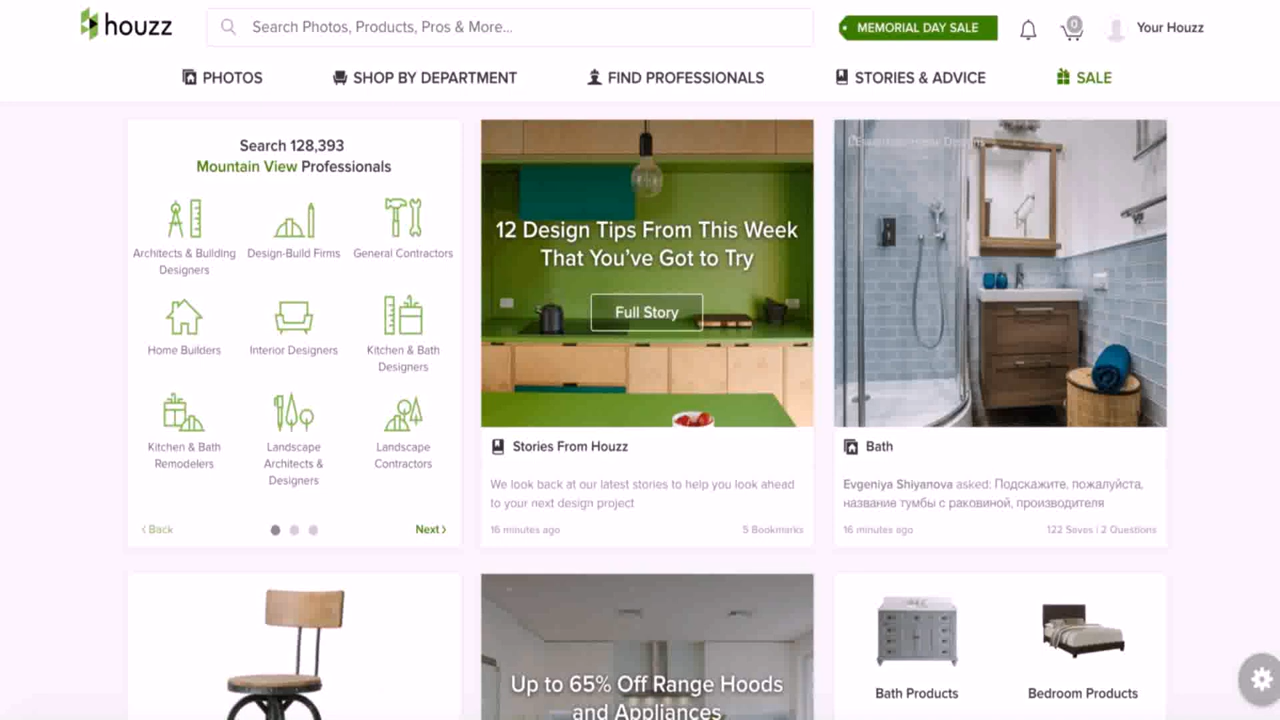 houzz
Search Photos, Products, Pros & More...
MEMORIAL DAY SALE
0
Your Houzz
PHOTOS
SHOP BY DEPARTMENT
FIND PROFESSIONALS
STORIES & ADVICE
SALE
Search 128,393
Mountain View Professionals
Architects & Building
Designers
Design-Build Firms
General Contractors
Home Builders
Interior Designers
Kitchen & Bath
Designers
Kitchen & Bath
Remodelers
Landscape
Architects &
Designers
Landscape
Contractors
‹ Back
Next ›
12 Design Tips From This Week
That You’ve Got to Try
Full Story
Stories From Houzz
We look back at our latest stories to help you look ahead
to your next design project
16 minutes ago
5 Bookmarks
Bath
Evgeniya Shiyanova asked: Подскажите, пожалуйста,
название тумбы с раковиной, производителя
16 minutes ago
122 Saves | 2 Questions
Up to 65% Off Range Hoods
and Appliances
Bath Products
Bedroom Products